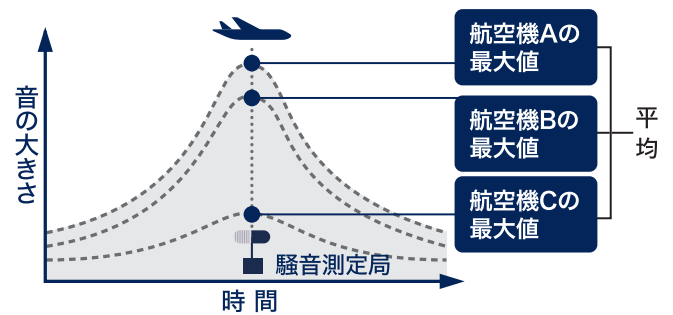 航空機Aの
最大値
航空機Bの
最大値
航空機Cの
最大値
平均
音の大きさ
騒音測定局
時間